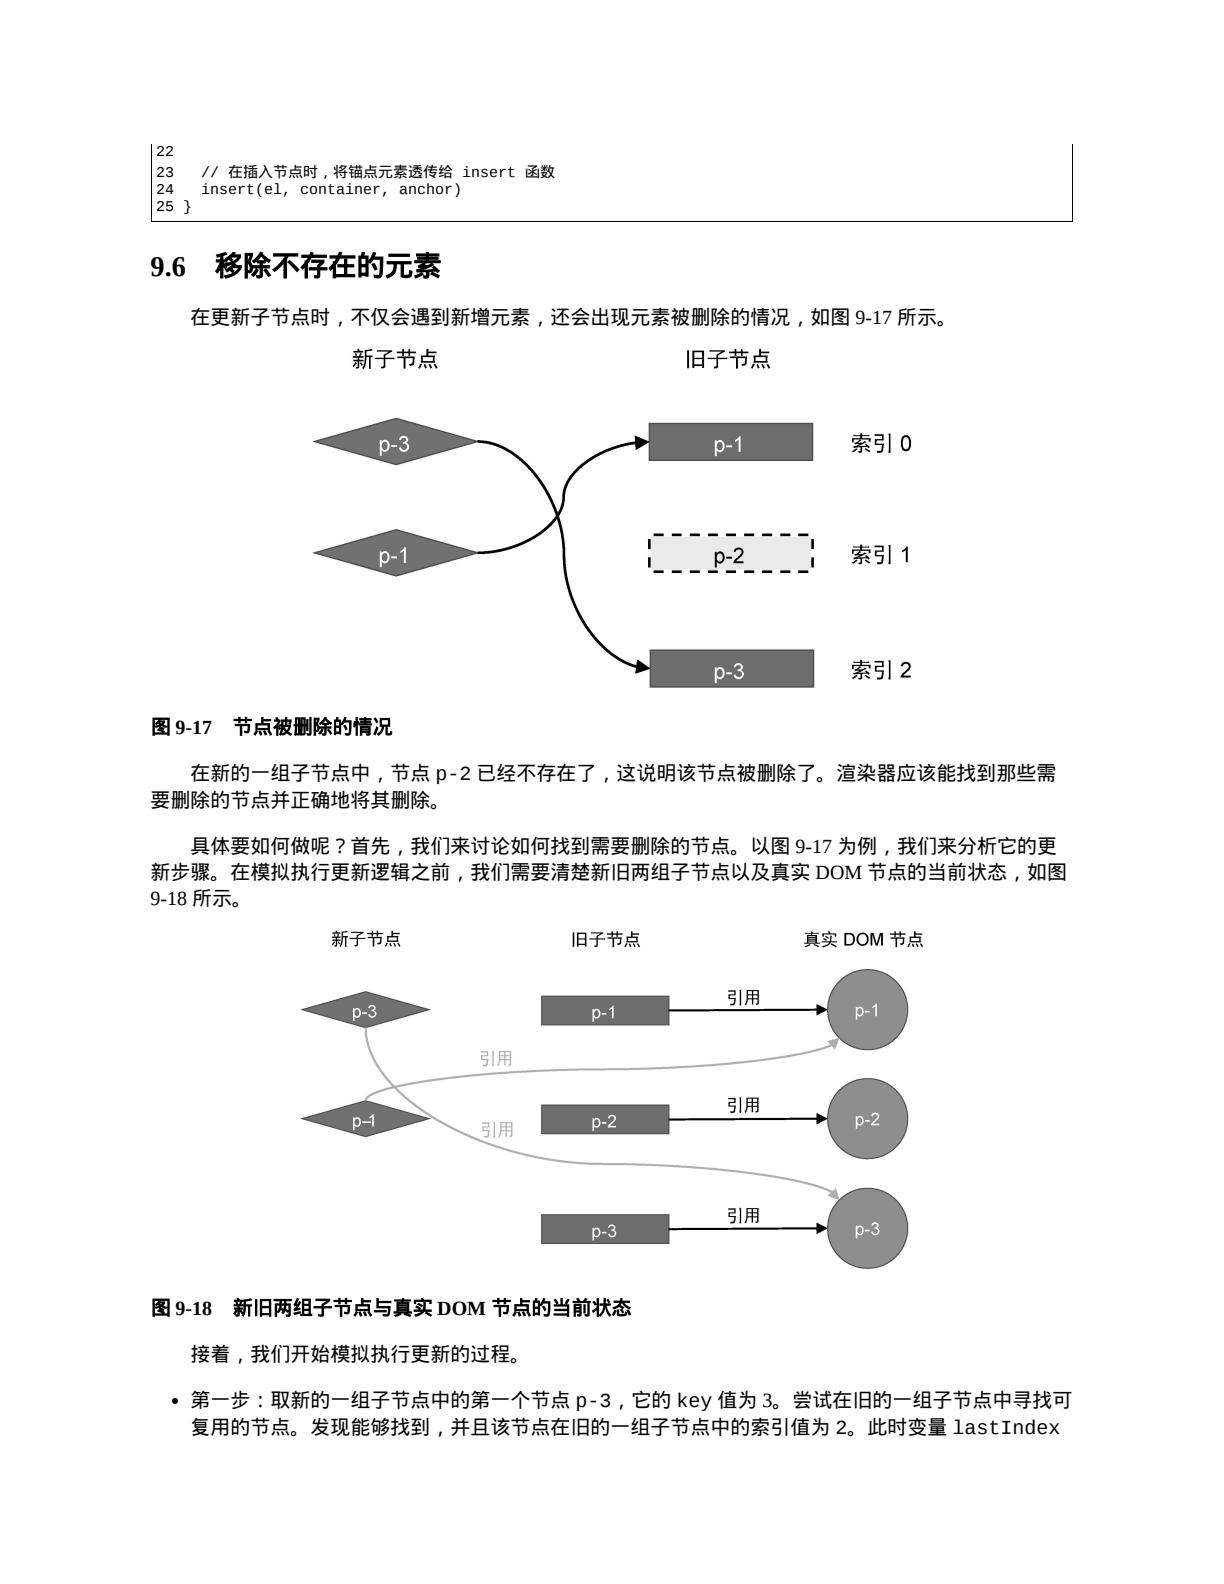 22
23   // 在插入节点时，将锚点元素透传给 insert 函数
24   insert(el, container, anchor)
25 }
9.6 移除不存在的元素
在更新子节点时，不仅会遇到新增元素，还会出现元素被删除的情况，如图 9-17 所示。
新子节点 旧子节点
p-3 p-1 索引 0
p-1 p-2 索引 1
p-3 索引 2
图 9-17 节点被删除的情况
在新的一组子节点中，节点 p-2 已经不存在了，这说明该节点被删除了。渲染器应该能找到那些需
要删除的节点并正确地将其删除。
具体要如何做呢？首先，我们来讨论如何找到需要删除的节点。以图 9-17 为例，我们来分析它的更
新步骤。在模拟执行更新逻辑之前，我们需要清楚新旧两组子节点以及真实 DOM 节点的当前状态，如图
9-18 所示。
新子节点 旧子节点 真实 DOM 节点
引用
p-3 p-1 p-1
引用
引用
p-1 p-2 p-2
引用
引用
p-3 p-3
图 9-18 新旧两组子节点与真实 DOM 节点的当前状态
接着，我们开始模拟执行更新的过程。
• 第一步：取新的一组子节点中的第一个节点 p-3，它的 key 值为 3。尝试在旧的一组子节点中寻找可
复用的节点。发现能够找到，并且该节点在旧的一组子节点中的索引值为 2。此时变量 lastIndex